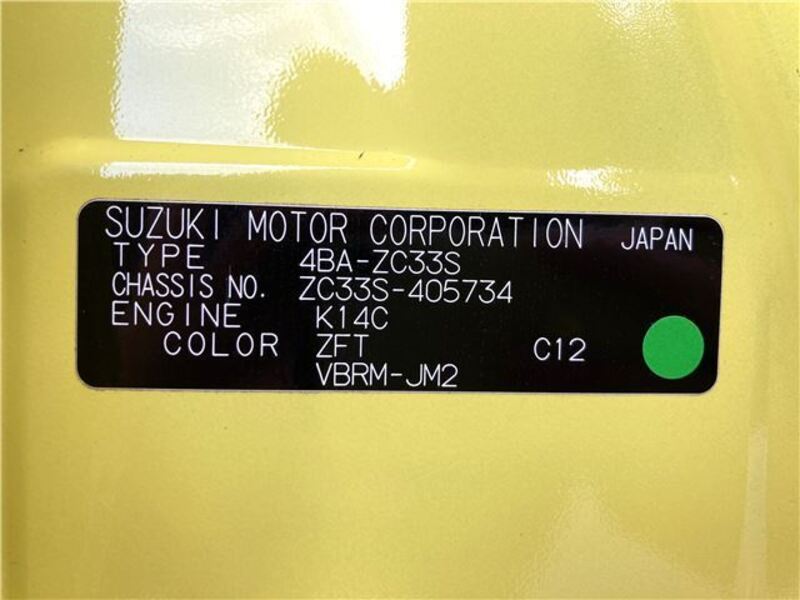 SUZUKI MOTOR CORPORATION JAPAN
TYPE 4BA-ZC33S
CHASSIS NO. ZC33S-405734
ENGINE K14C
COLOR ZFT C12
VBRM-JM2